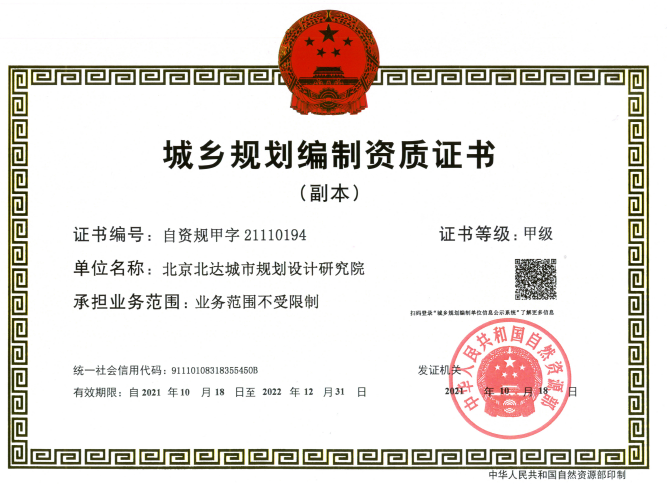 城乡规划编制资质证书
（副本）
证书编号：自资规甲字 21110194
证书等级：甲级
单位名称：北京北达城市规划设计研究院
承担业务范围：业务范围不受限制
扫码登录“城乡规划编制单位信息公示系统”了解更多信息
统一社会信用代码：91110108318355450B
有效期限：自 2021 年 10 月 18 日至 2022 年 12 月 31 日
发证机关
中华人民共和国自然资源部
2021 年 10 月 18 日
中华人民共和国自然资源部印制